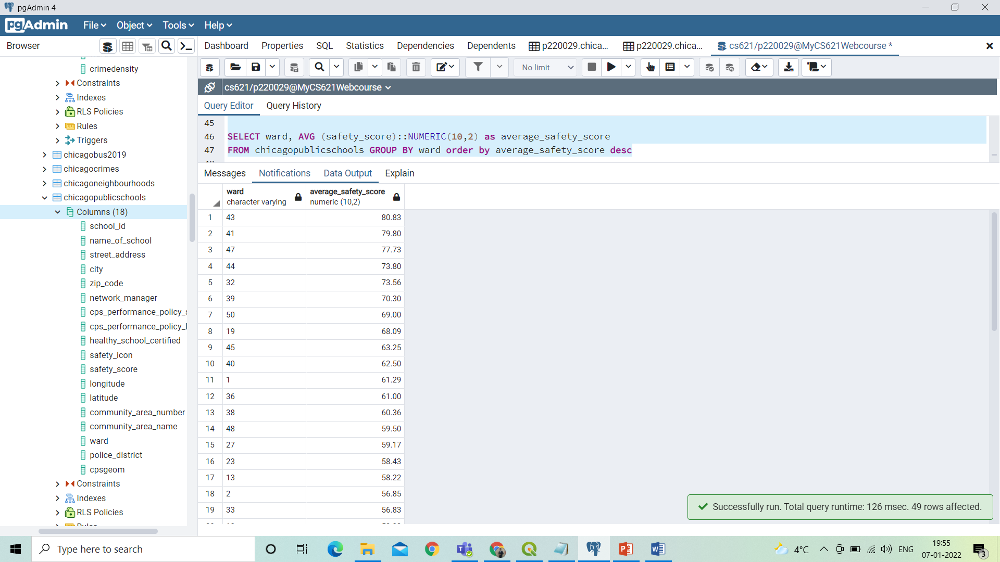 pgAdmin 4
pgAdmin File Object Tools Help
Browser
Dashboard Properties SQL Statistics Dependencies Dependents p220029.chica... p220029.chica... cs621/p220029@MyCS621Webcourse *
No limit
cs621/p220029@MyCS621Webcourse
Query Editor Query History
45
46 SELECT ward, AVG (safety_score)::NUMERIC(10,2) as average_safety_score
47 FROM chicagopublicschools GROUP BY ward order by average_safety_score desc
Messages Notifications Data Output Explain
crimedensity
Constraints
Indexes
RLS Policies
Rules
Triggers
chicagobus2019
chicagocrimes
chicagoneighbourhoods
chicagopublicschools
Columns (18)
school_id
name_of_school
street_address
city
zip_code
network_manager
cps_performance_policy_s
cps_performance_policy_l
healthy_school_certified
safety_icon
safety_score
longitude
latitude
community_area_number
community_area_name
ward
police_district
cpsgeom
Constraints
Indexes
RLS Policies
Rules
ward average_safety_score
character varying numeric (10,2)
1 43 80.83
2 41 79.80
3 47 77.73
4 44 73.80
5 32 73.56
6 39 70.30
7 50 69.00
8 19 68.09
9 45 63.25
10 40 62.50
11 1 61.29
12 36 61.00
13 38 60.36
14 48 59.50
15 27 59.17
16 23 58.43
17 13 58.22
18 2 56.85
19 33 56.83
Successfully run. Total query runtime: 126 msec. 49 rows affected.
Type here to search
4°C ENG
19:55
07-01-2022
3